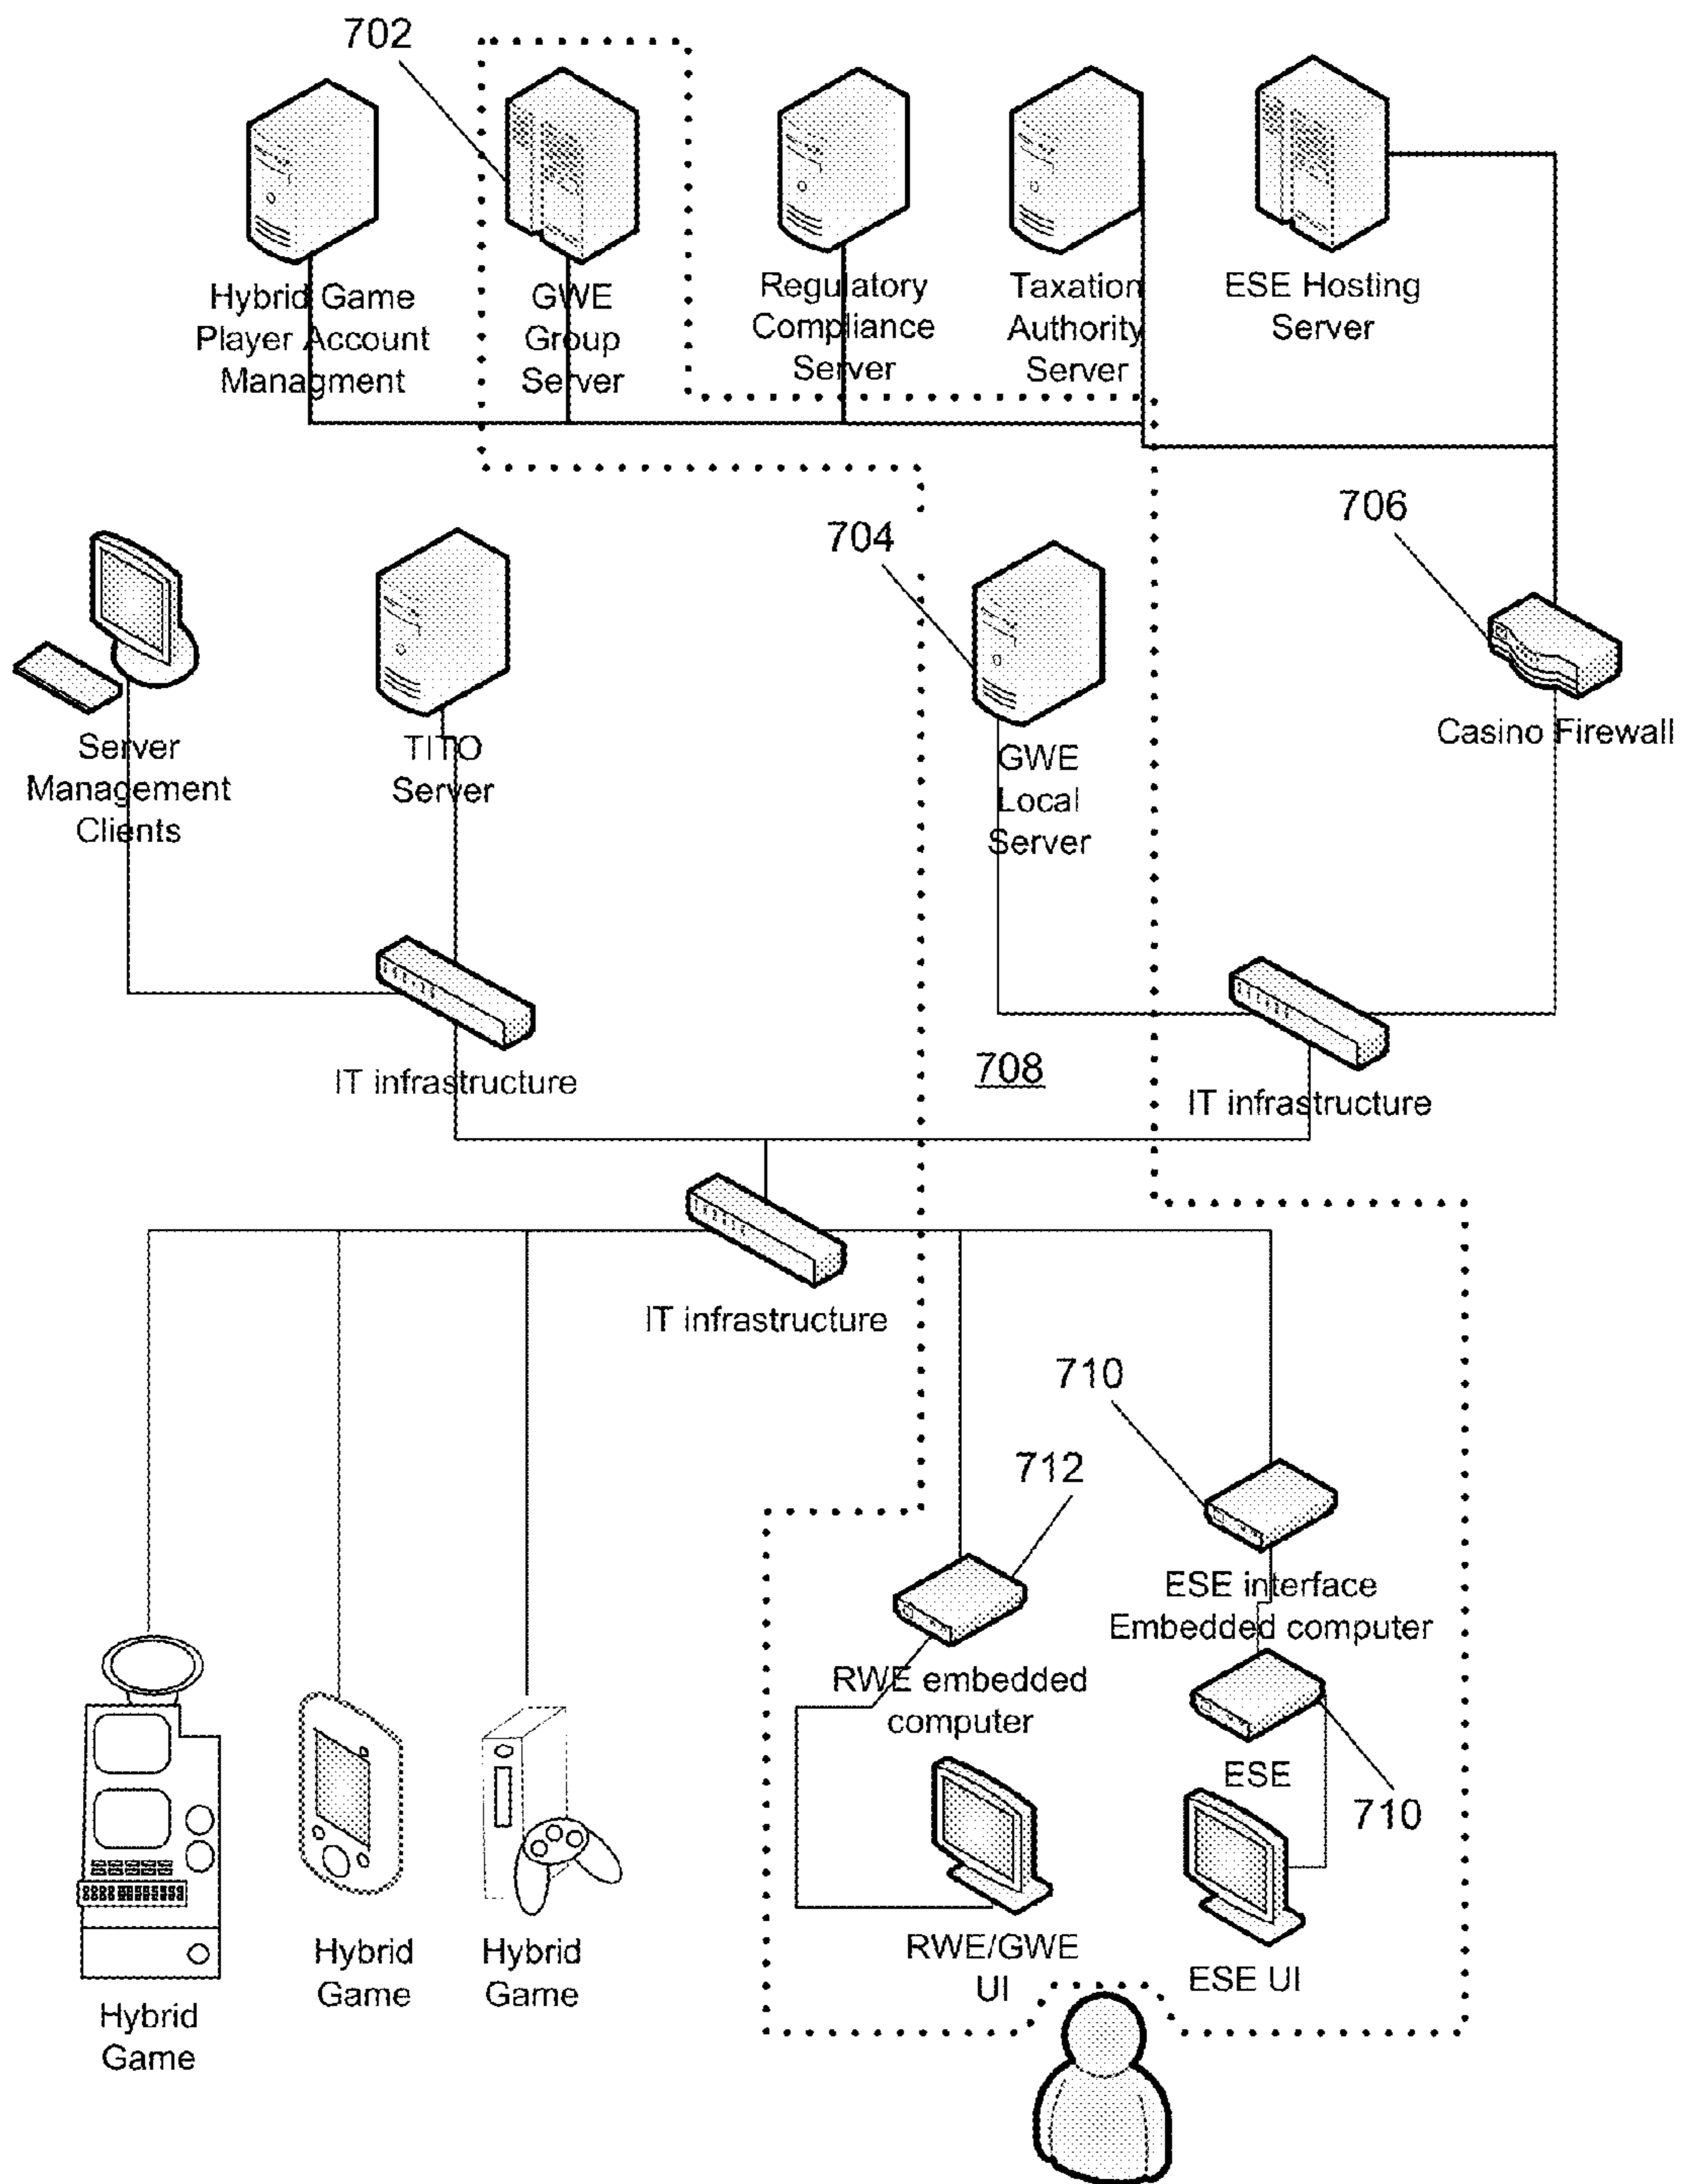 702
Hybrid Game
Player Account
Managment
GWE
Group
Server
Regulatory
Compliance
Server
Taxation
Authority
Server
ESE Hosting
Server
704
706
Server
Management
Clients
TITO
Server
GWE
Local
Server
Casino Firewall
IT infrastructure
708
IT infrastructure
IT infrastructure
710
712
ESE interface
Embedded computer
RWE embedded
computer
ESE
710
Hybrid
Game
Hybrid
Game
Hybrid
Game
RWE/GWE
UI
ESE UI